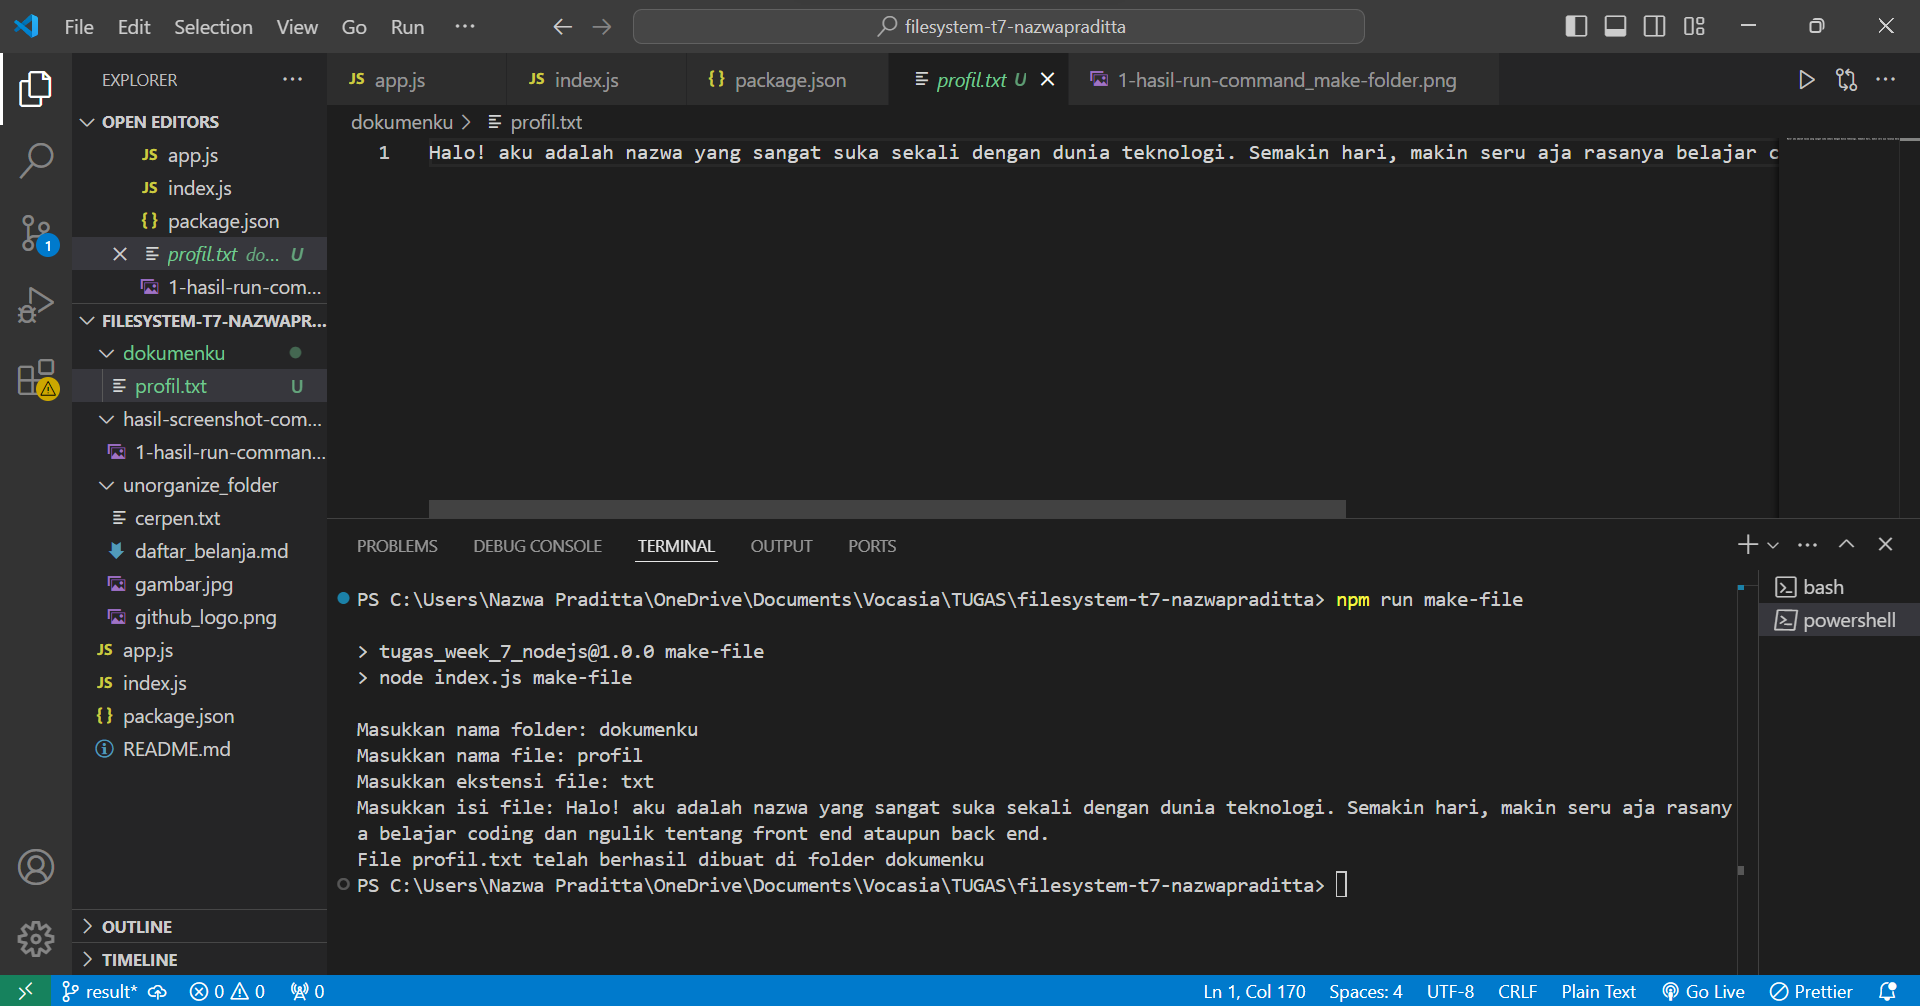 File Edit Selection View Go Run ···
filesystem-t7-nazwapraditta
EXPLORER ···
JS app.js
JS index.js
{} package.json
profil.txt U
1-hasil-run-command_make-folder.png
OPEN EDITORS
JS app.js
JS index.js
{} package.json
profil.txt do... U
1-hasil-run-com...
FILESYSTEM-T7-NAZWAPR...
dokumenku
profil.txt U
hasil-screenshot-com...
1-hasil-run-comman...
unorganize_folder
cerpen.txt
daftar_belanja.md
gambar.jpg
github_logo.png
JS app.js
JS index.js
{} package.json
README.md
OUTLINE
TIMELINE
1
dokumenku > profil.txt
1 Halo! aku adalah nazwa yang sangat suka sekali dengan dunia teknologi. Semakin hari, makin seru aja rasanya belajar c
PROBLEMS DEBUG CONSOLE TERMINAL OUTPUT PORTS
PS C:\Users\Nazwa Praditta\OneDrive\Documents\Vocasia\TUGAS\filesystem-t7-nazwapraditta> npm run make-file
> tugas_week_7_nodejs@1.0.0 make-file
> node index.js make-file
Masukkan nama folder: dokumenku
Masukkan nama file: profil
Masukkan ekstensi file: txt
Masukkan isi file: Halo! aku adalah nazwa yang sangat suka sekali dengan dunia teknologi. Semakin hari, makin seru aja rasany
a belajar coding dan ngulik tentang front end ataupun back end.
File profil.txt telah berhasil dibuat di folder dokumenku
PS C:\Users\Nazwa Praditta\OneDrive\Documents\Vocasia\TUGAS\filesystem-t7-nazwapraditta>
bash
powershell
result* 0 0 0
Ln 1, Col 170 Spaces: 4 UTF-8 CRLF Plain Text Go Live Prettier